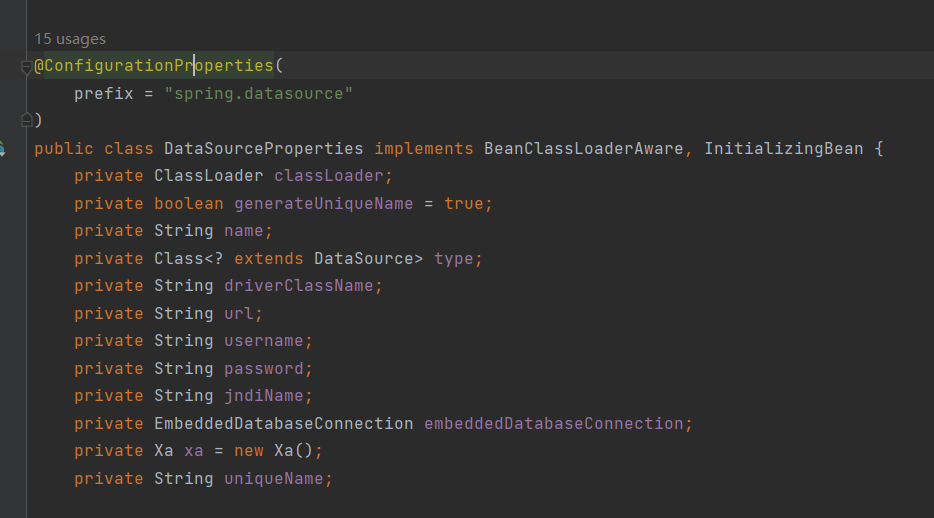 15 usages
@ConfigurationProperties(
    prefix = "spring.datasource"
)
public class DataSourceProperties implements BeanClassLoaderAware, InitializingBean {
    private ClassLoader classLoader;
    private boolean generateUniqueName = true;
    private String name;
    private Class<? extends DataSource> type;
    private String driverClassName;
    private String url;
    private String username;
    private String password;
    private String jndiName;
    private EmbeddedDatabaseConnection embeddedDatabaseConnection;
    private Xa xa = new Xa();
    private String uniqueName;